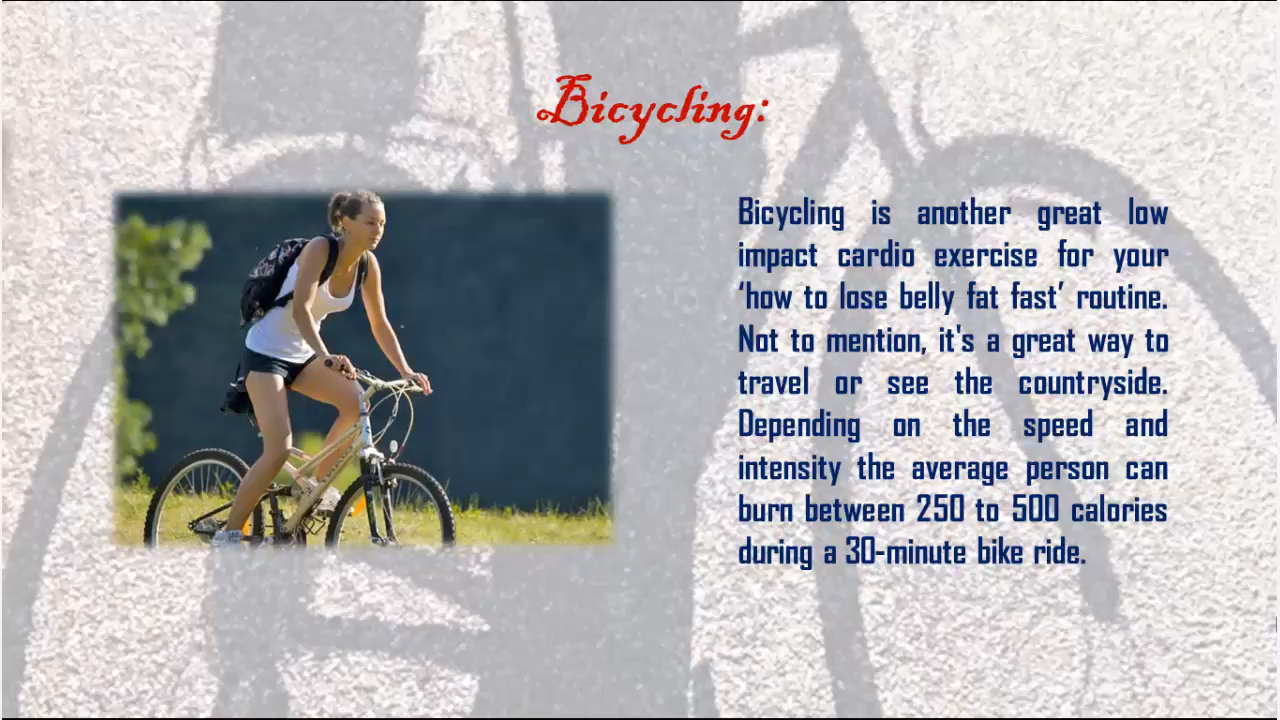 Bicycling:
Bicycling is another great low
impact cardio exercise for your
‘how to lose belly fat fast’ routine.
Not to mention, it's a great way to
travel or see the countryside.
Depending on the speed and
intensity the average person can
burn between 250 to 500 calories
during a 30-minute bike ride.